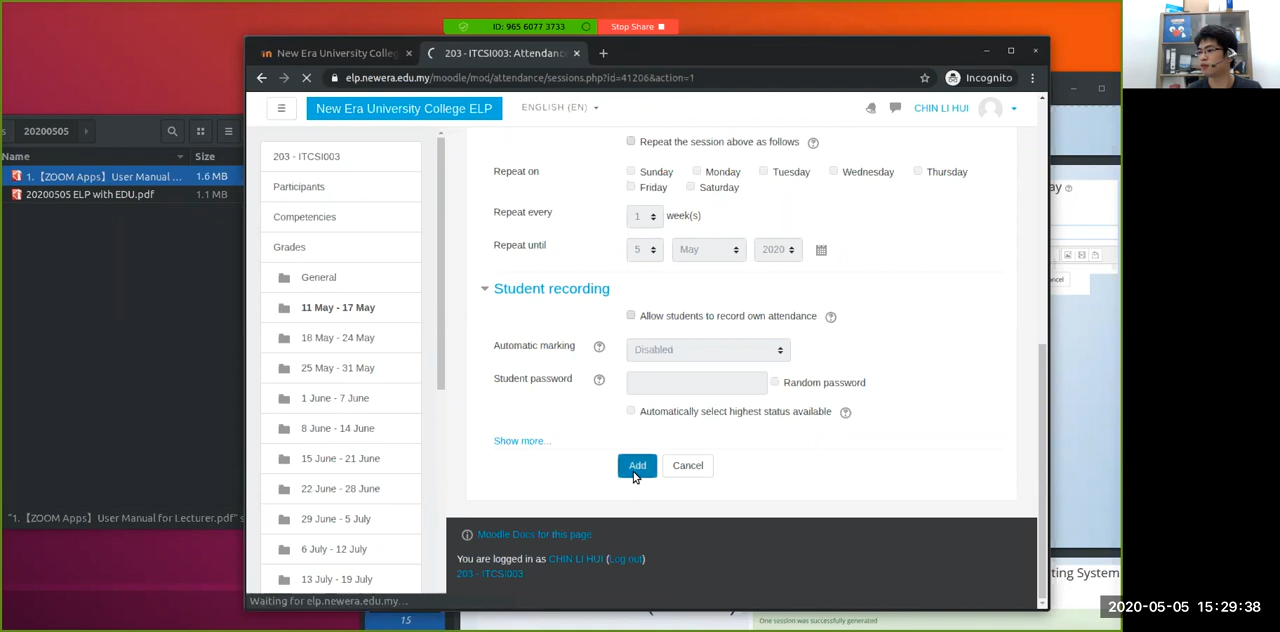 ID: 965 6077 3733
Stop Share
New Era University Colleg
203 - ITCSI003: Attendanc
elp.newera.edu.my/moodle/mod/attendance/sessions.php?id=41206&action=1
Incognito
New Era University College ELP
ENGLISH (EN)
CHIN LI HUI
s
20200505
Name
Size
1.【ZOOM Apps】User Manual ...
1.6 MB
20200505 ELP with EDU.pdf
1.1 MB
"1.【ZOOM Apps】User Manual for Lecturer.pdf" s
203 - ITCSI003
Participants
Competencies
Grades
General
11 May - 17 May
18 May - 24 May
25 May - 31 May
1 June - 7 June
8 June - 14 June
15 June - 21 June
22 June - 28 June
29 June - 5 July
6 July - 12 July
13 July - 19 July
Repeat the session above as follows
Repeat on
Sunday
Monday
Tuesday
Wednesday
Thursday
Friday
Saturday
Repeat every
1
week(s)
Repeat until
5
May
2020
Student recording
Allow students to record own attendance
Automatic marking
Disabled
Student password
Random password
Automatically select highest status available
Show more...
Add
Cancel
Moodle Docs for this page
You are logged in as CHIN LI HUI (Log out)
203 - ITCSI003
Waiting for elp.newera.edu.my...
ay
ncel
ting System
15
One session was successfully generated
2020-05-05 15:29:38